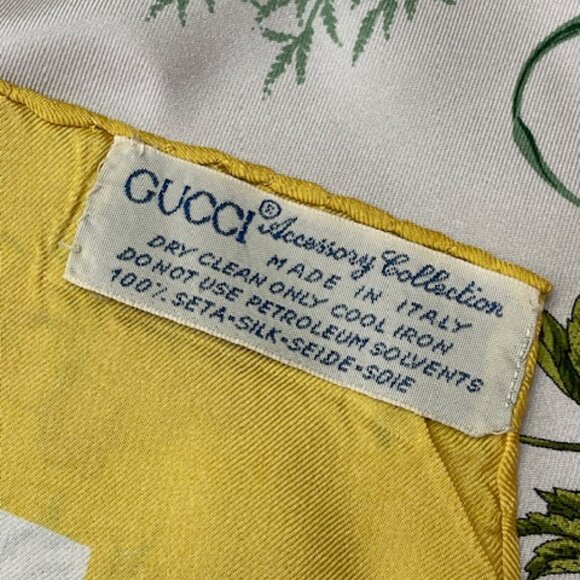 GUCCI® Accessory Collection
MADE IN ITALY
DRY CLEAN ONLY COOL IRON
DO NOT USE PETROLEUM SOLVENTS
100% SETA-SILK-SEIDE-SOIE